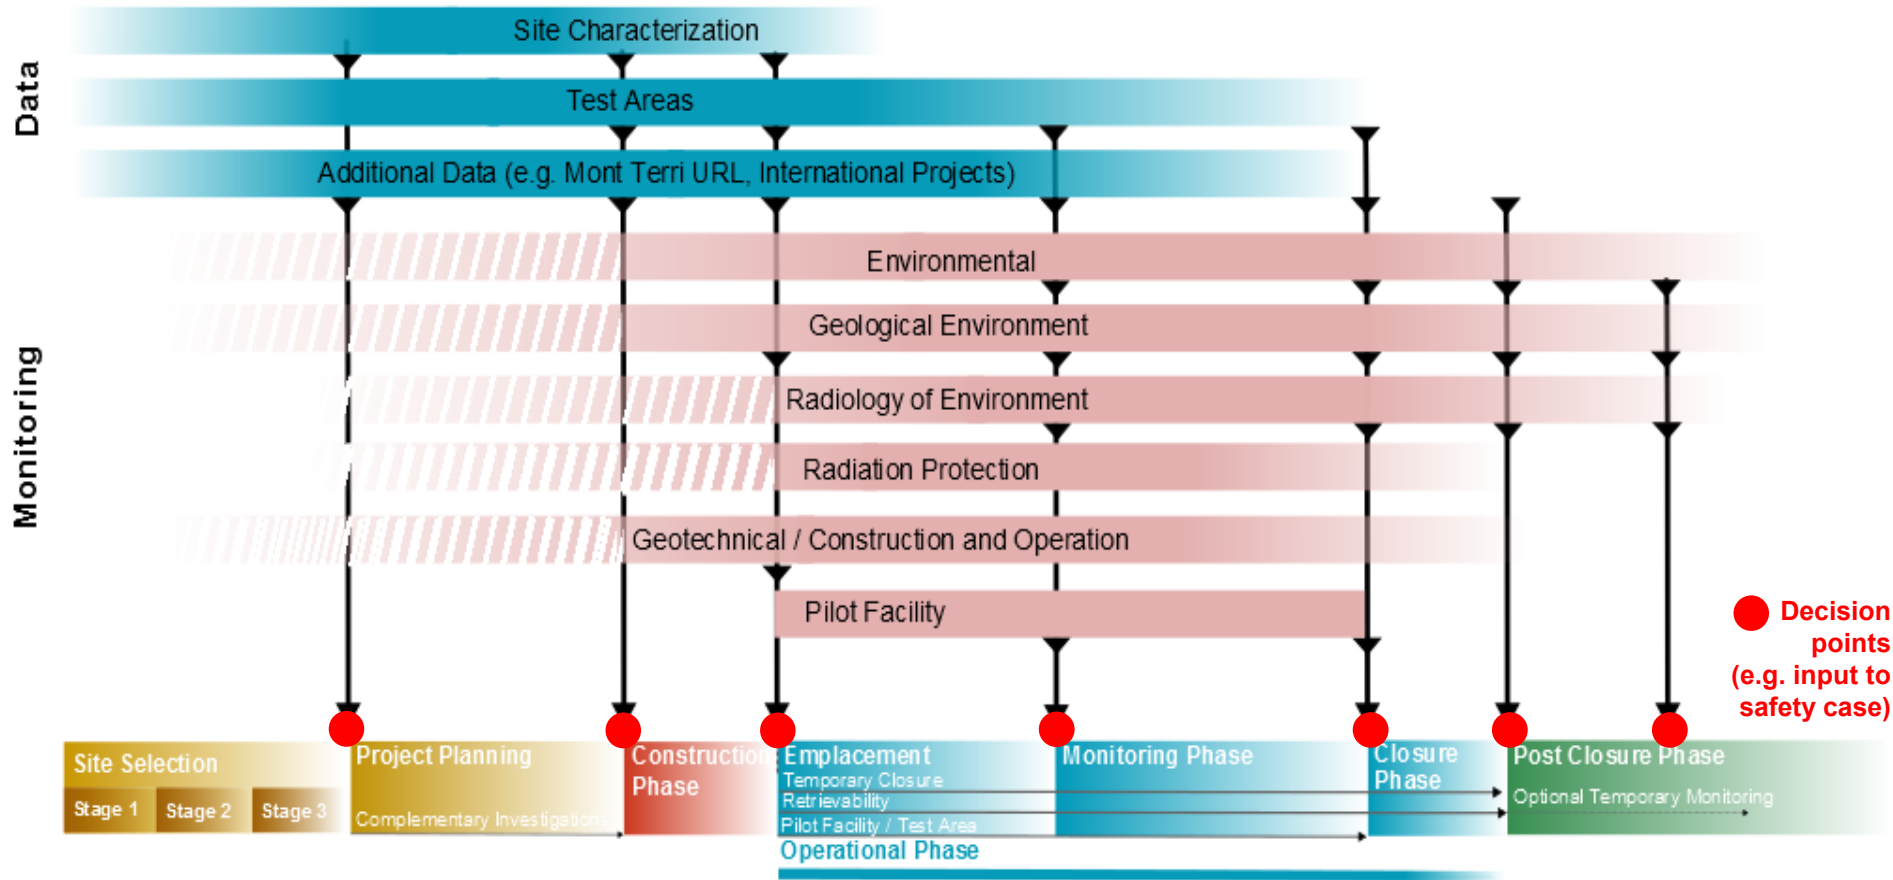 Data
Site Characterization
Test Areas
Additional Data (e.g. Mont Terri URL, International Projects)
Monitoring
Environmental
Geological Environment
Radiology of Environment
Radiation Protection
Geotechnical / Construction and Operation
Pilot Facility
Decision
points
(e.g. input to
safety case)
Site Selection
Stage 1
Stage 2
Stage 3
Project Planning
Complementary Investigations
Construction
Phase
Emplacement
Temporary Closure
Retrievability
Pilot Facility / Test Area
Operational Phase
Monitoring Phase
Closure
Phase
Post Closure Phase
Optional Temporary Monitoring